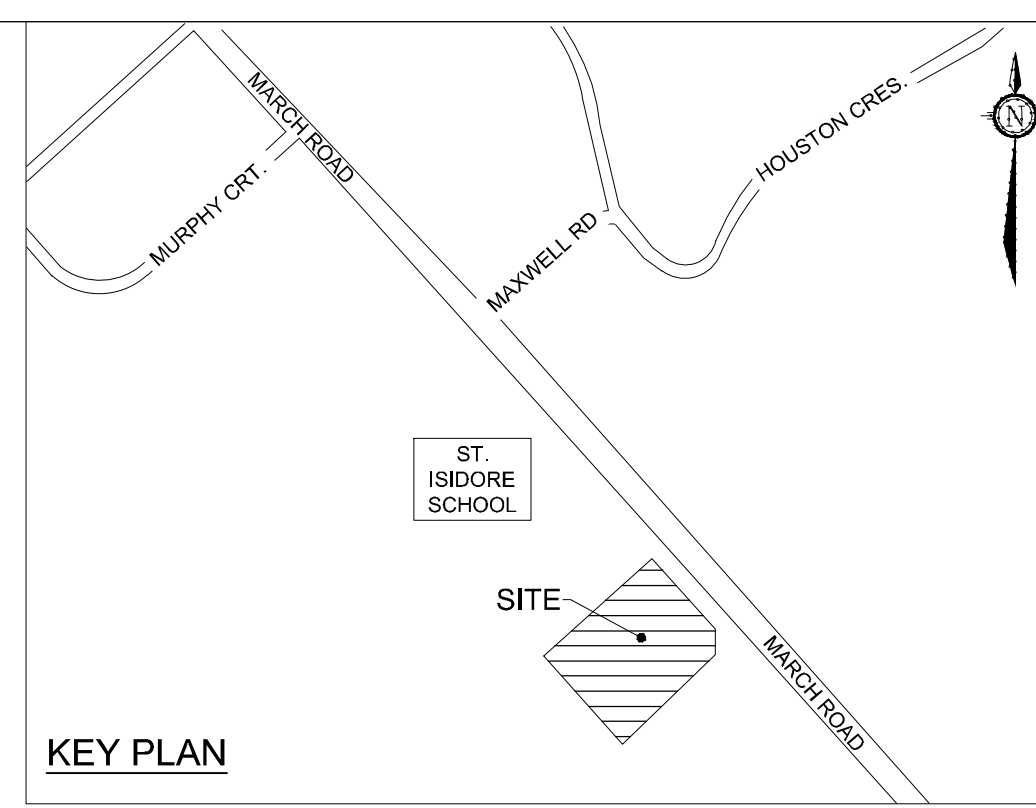 MARCH ROAD
HOUSTON CRES.
N
MURPHY CRT.
MAXWELL RD
ST.
ISIDORE
SCHOOL
SITE
MARCH ROAD
KEY PLAN